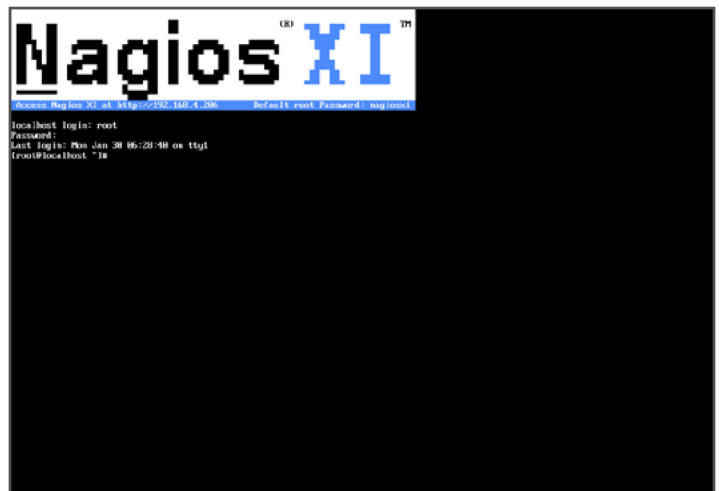 Nagios (R) XI TM
Access Nagios XI at http://192.168.4.206 Default root Password: nagiosxi
localhost login: root
Password:
Last login: Mon Jan 30 06:28:40 on tty1
[root@localhost ~]#